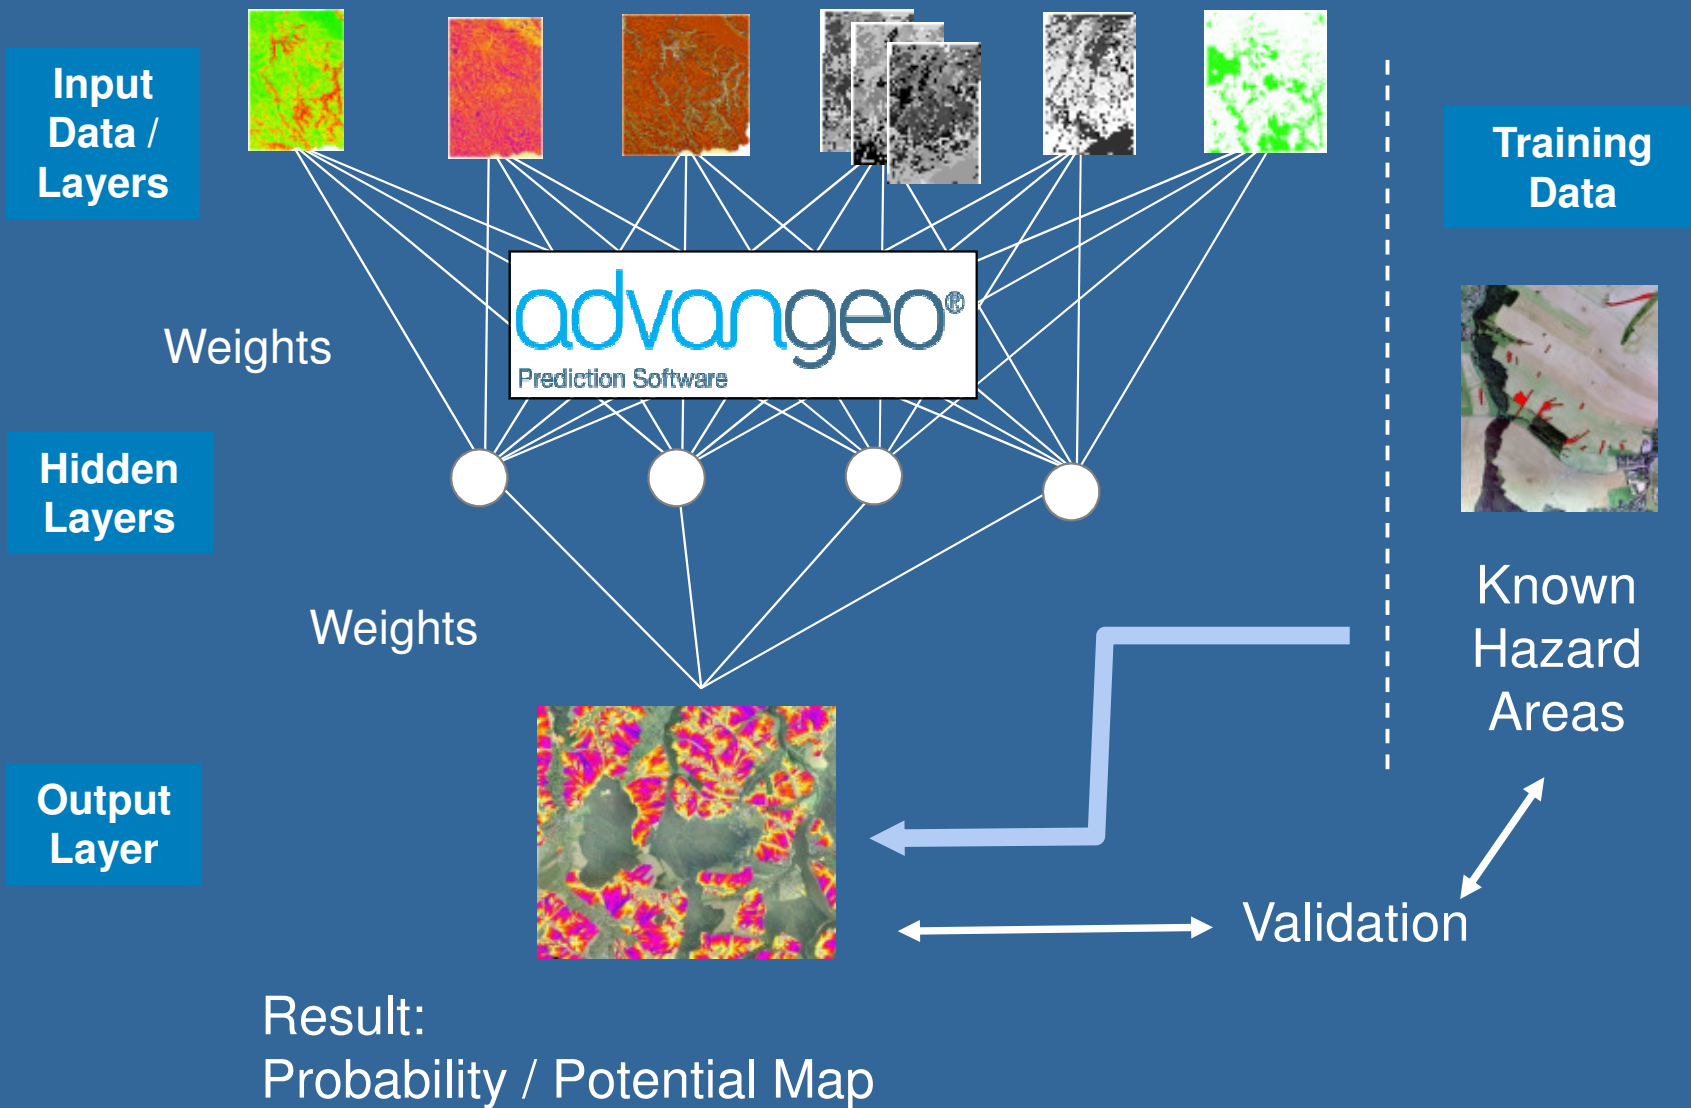 Input
Data /
Layers
Training
Data
advangeo®
Prediction Software
Weights
Hidden
Layers
Known
Hazard
Areas
Weights
Output
Layer
Validation
Result:
Probability / Potential Map